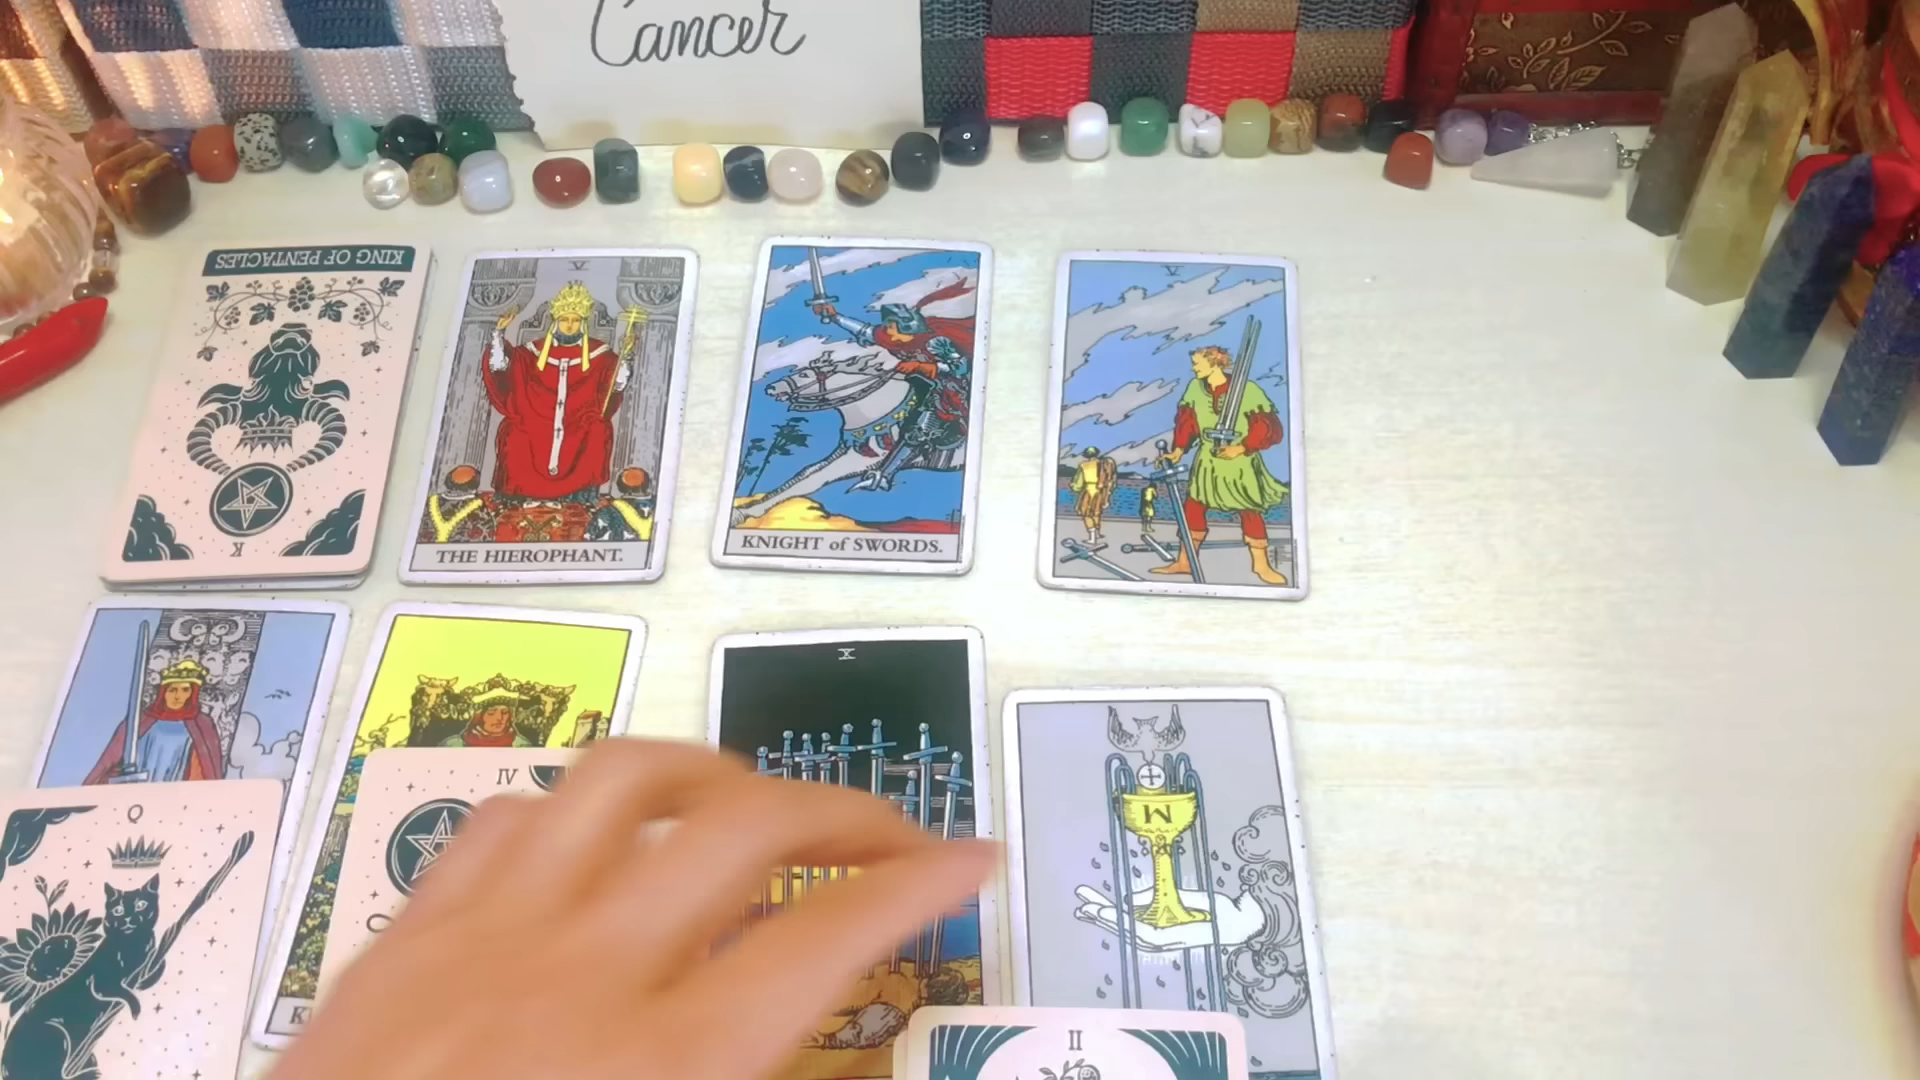 Cancer
KING OF PENTACLES
K
V
THE HIEROPHANT.
KNIGHT of SWORDS.
V
X
IV
Q
K
II